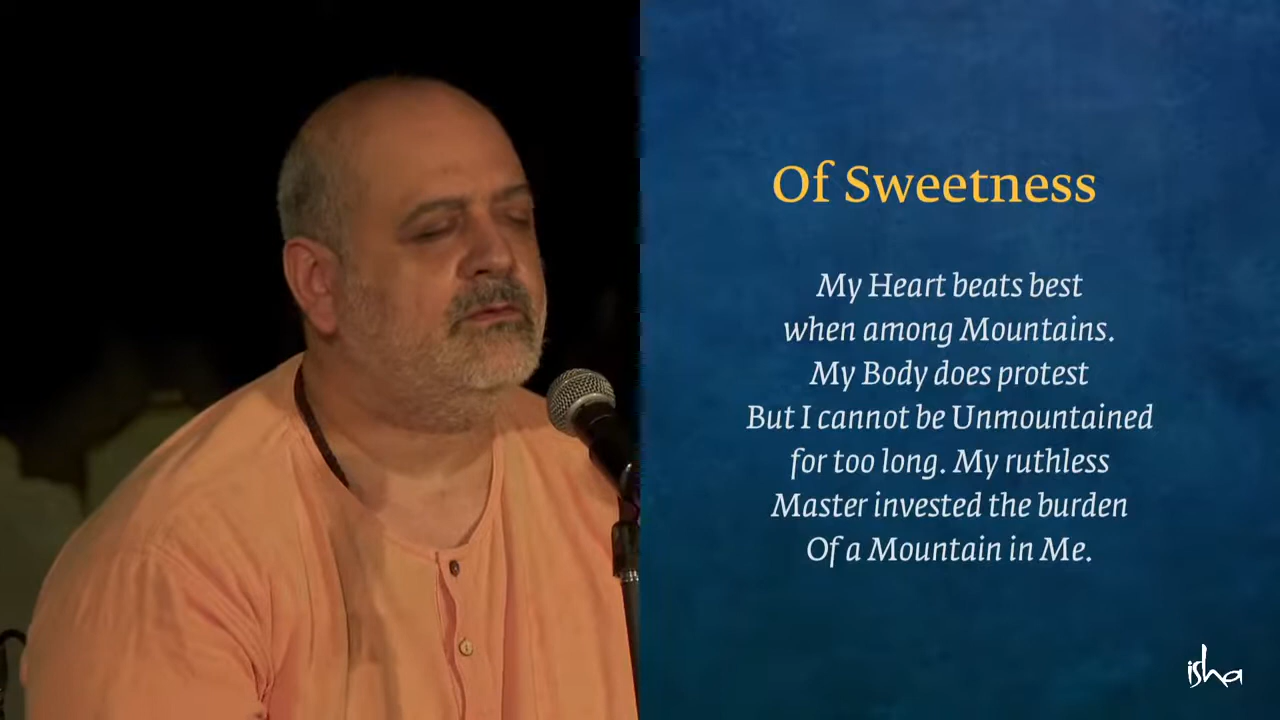 Of Sweetness
My Heart beats best
when among Mountains.
My Body does protest
But I cannot be Unmountained
for too long. My ruthless
Master invested the burden
Of a Mountain in Me.
isha